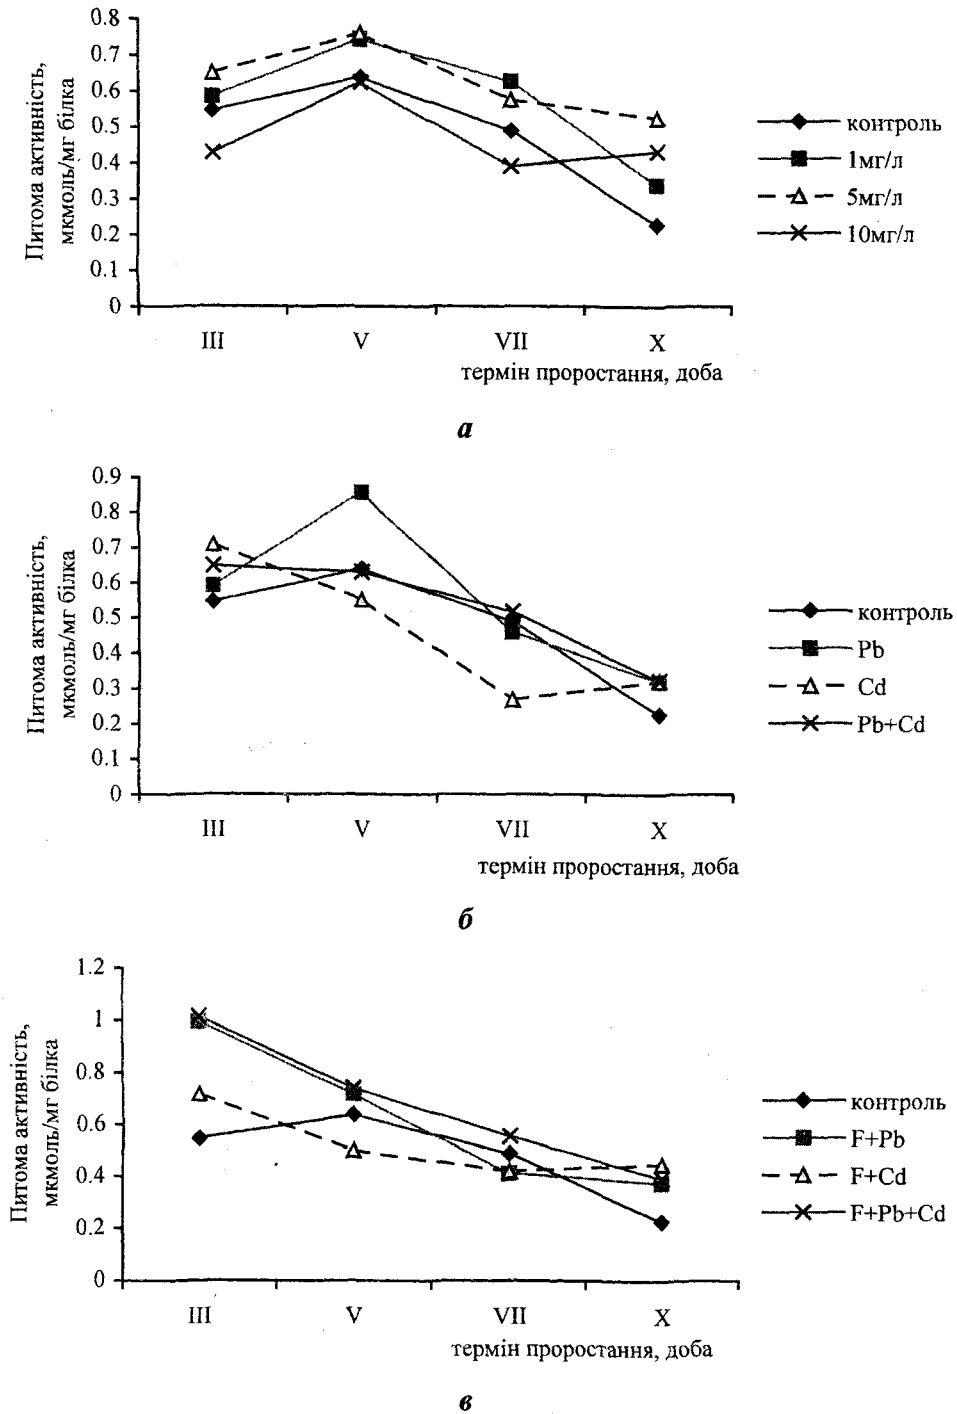 Питома активність,
мкмоль/мг білка
0.8
0.7
0.6
0.5
0.4
0.3
0.2
0.1
0
III V VII X
термін проростання, доба
контроль
1мг/л
5мг/л
10мг/л
а
Питома активність,
мкмоль/мг білка
0.9
0.8
0.7
0.6
0.5
0.4
0.3
0.2
0.1
0
III V VII X
термін проростання, доба
контроль
Pb
Cd
Pb+Cd
б
Питома активність,
мкмоль/мг білка
1.2
1
0.8
0.6
0.4
0.2
0
III V VII X
термін проростання, доба
контроль
F+Pb
F+Cd
F+Pb+Cd
в